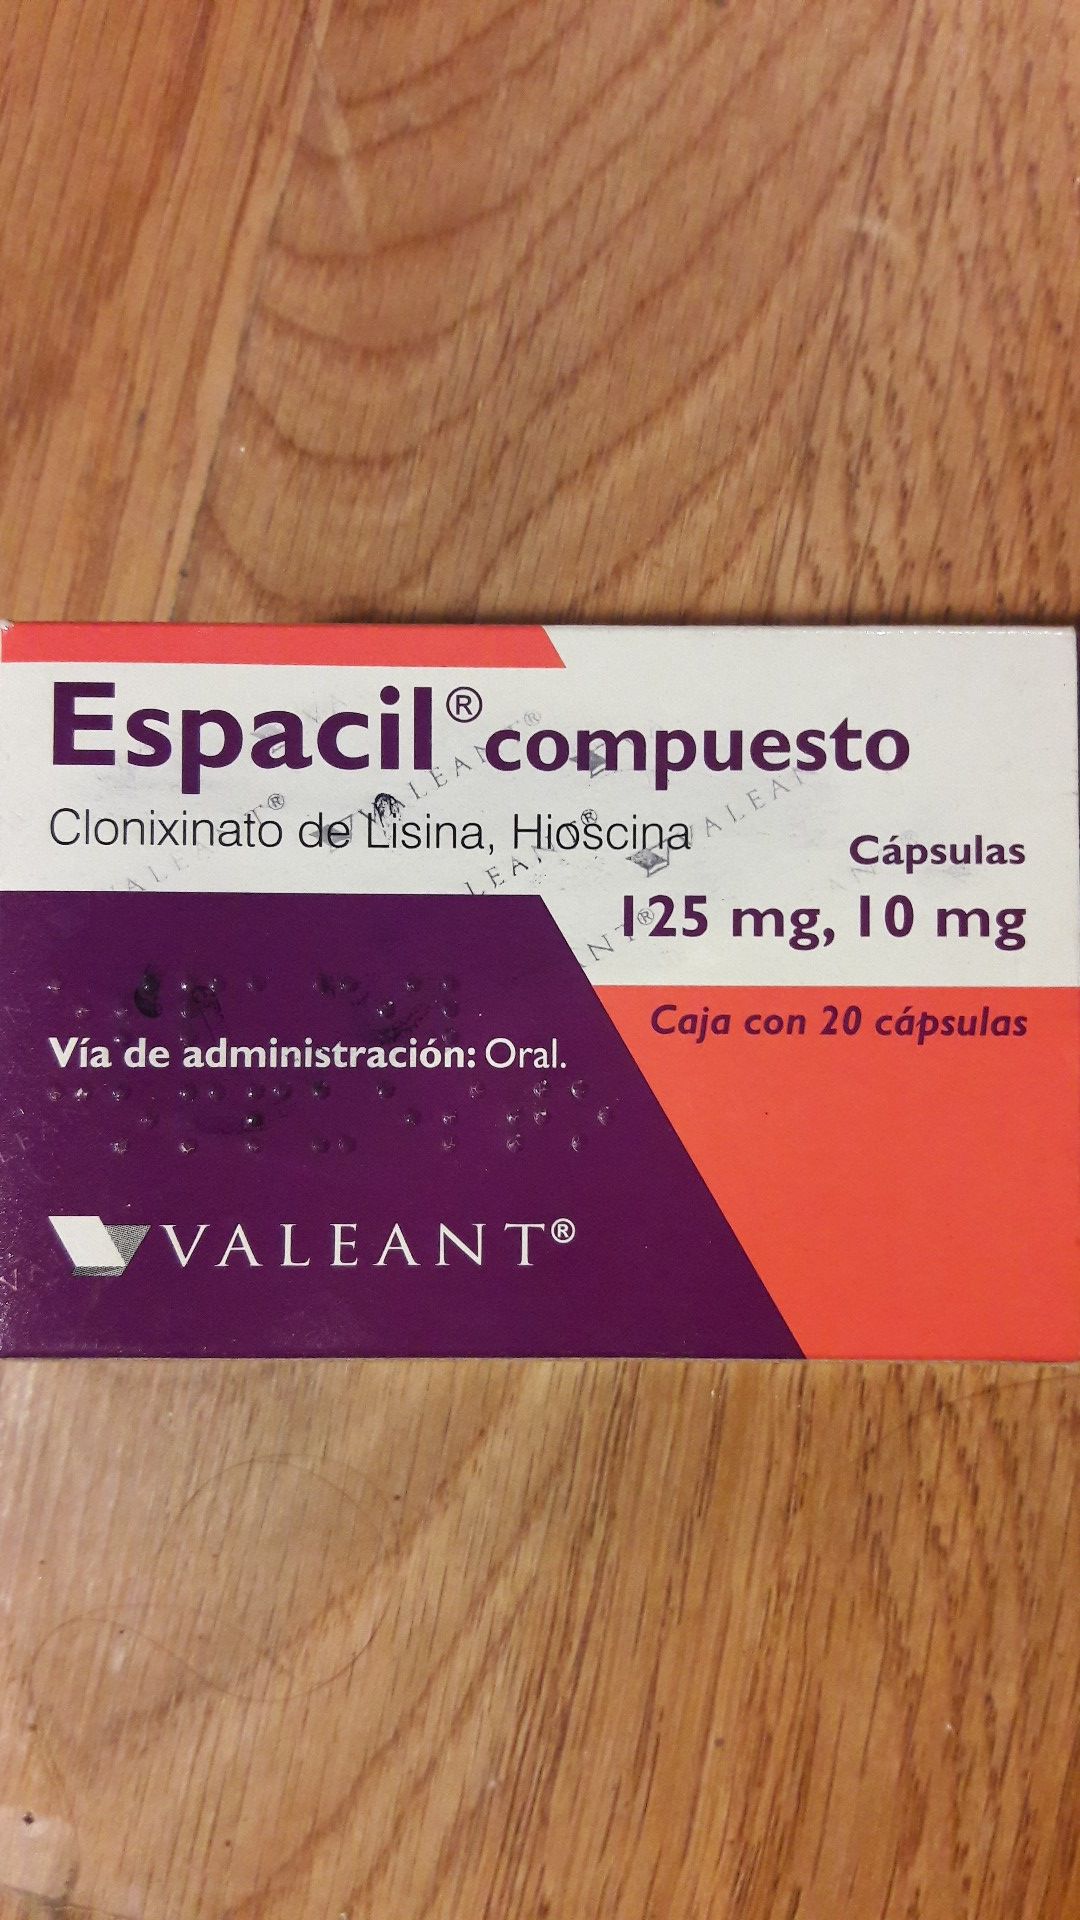 Espacil® compuesto
Clonixinato de Lisina, Hioscina
Cápsulas
125 mg, 10 mg
Caja con 20 cápsulas
Vía de administración: Oral.
VALEANT®